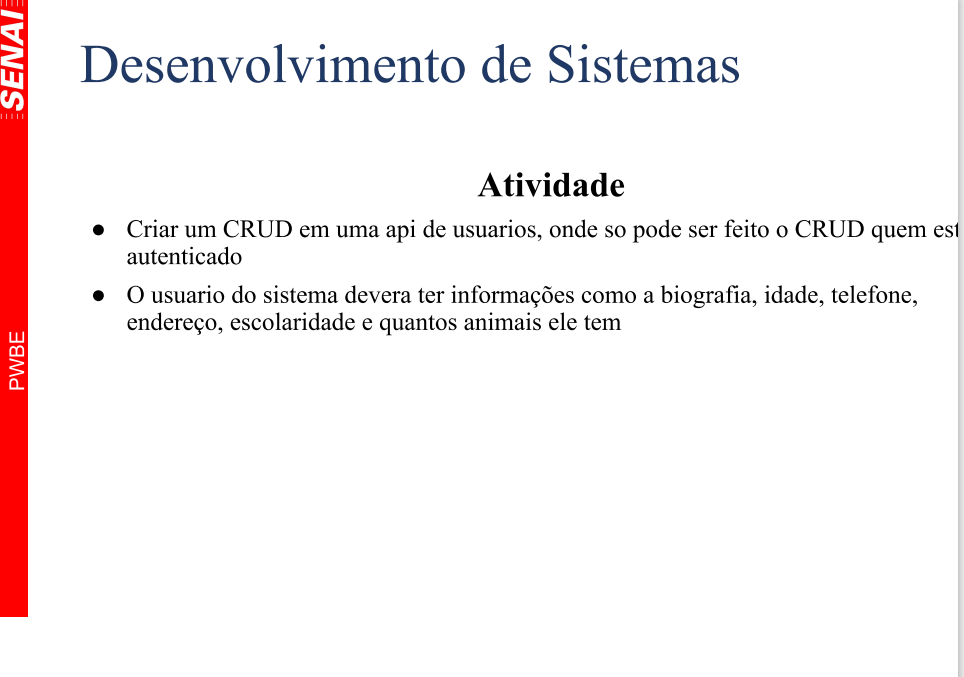 SENAI
Desenvolvimento de Sistemas
Atividade
● Criar um CRUD em uma api de usuarios, onde so pode ser feito o CRUD quem est
autenticado
● O usuario do sistema devera ter informações como a biografia, idade, telefone,
endereço, escolaridade e quantos animais ele tem
PWBE